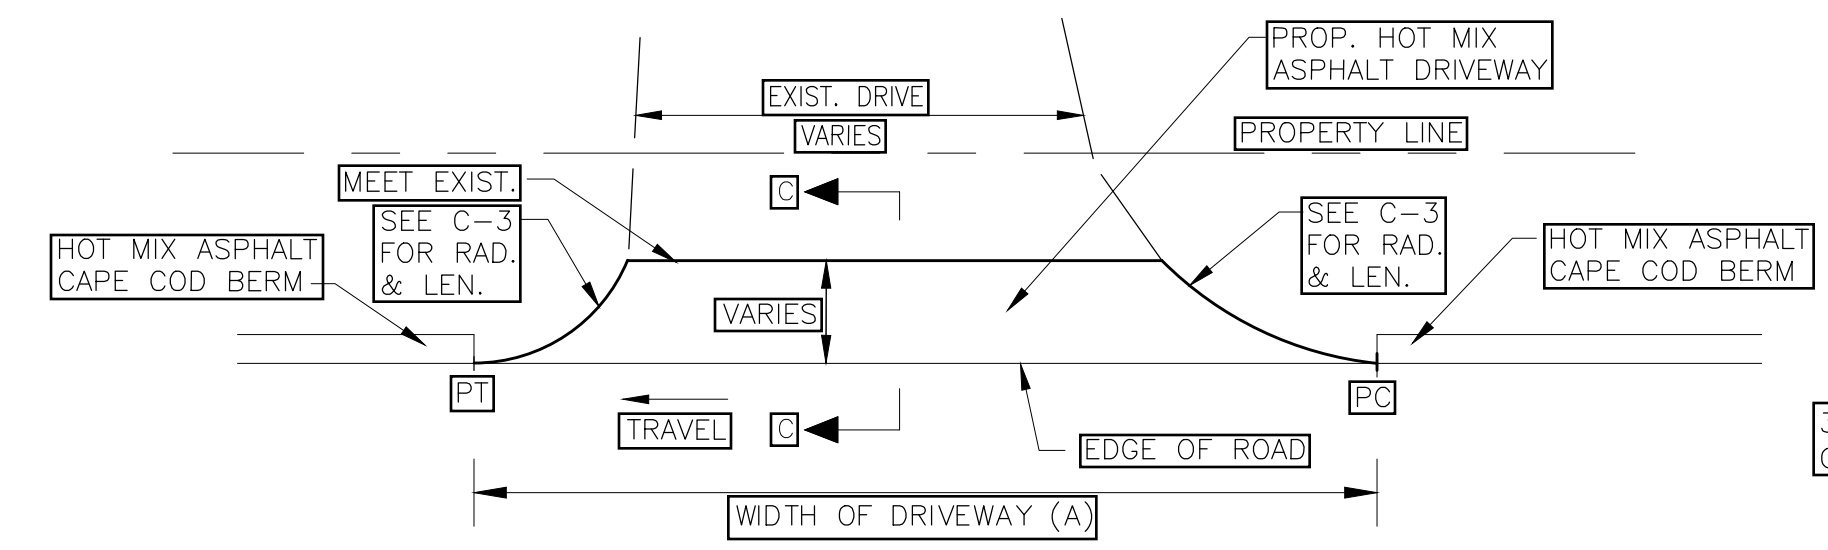 PROP. HOT MIX
ASPHALT DRIVEWAY
EXIST. DRIVE
VARIES
PROPERTY LINE
MEET EXIST.
C
SEE C-3
FOR RAD.
& LEN.
SEE C-3
FOR RAD.
& LEN.
HOT MIX ASPHALT
CAPE COD BERM
HOT MIX ASPHALT
CAPE COD BERM
VARIES
PT
PC
TRAVEL
C
EDGE OF ROAD
WIDTH OF DRIVEWAY (A)